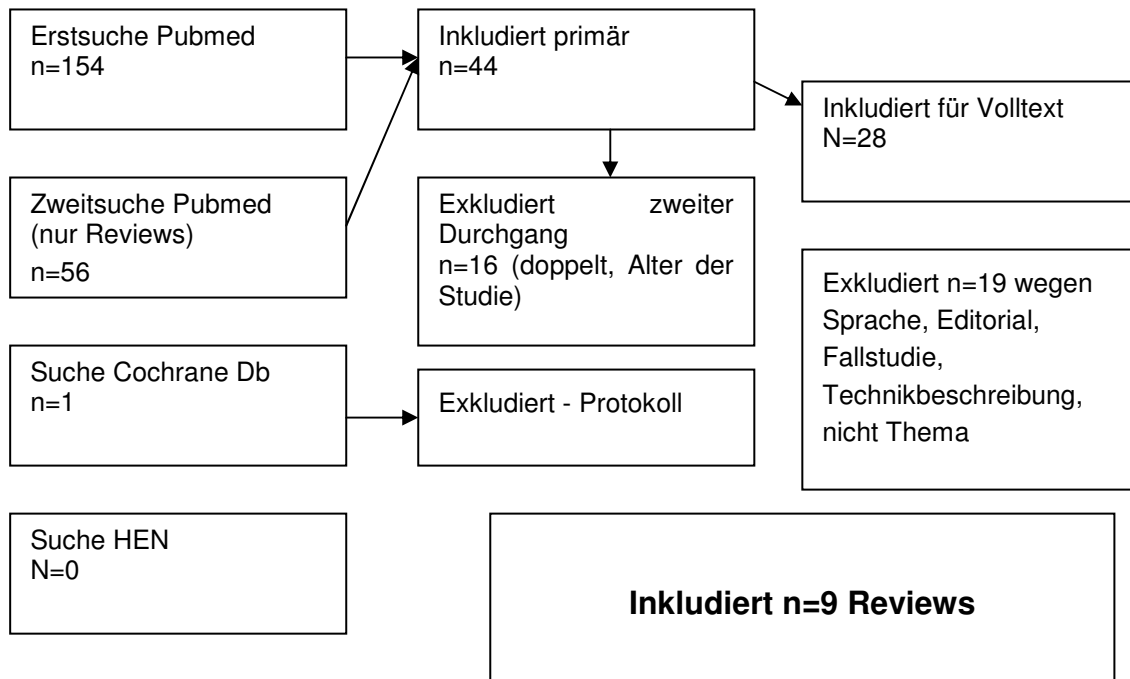 Erstsuche Pubmed
n=154
Inkludiert primär
n=44
Inkludiert für Volltext
N=28
Zweitsuche Pubmed
(nur Reviews)
n=56
Exkludiert zweiter
Durchgang
n=16 (doppelt, Alter der
Studie)
Exkludiert n=19 wegen
Sprache, Editorial,
Fallstudie,
Technikbeschreibung,
nicht Thema
Suche Cochrane Db
n=1
Exkludiert - Protokoll
Suche HEN
N=0
Inkludiert n=9 Reviews